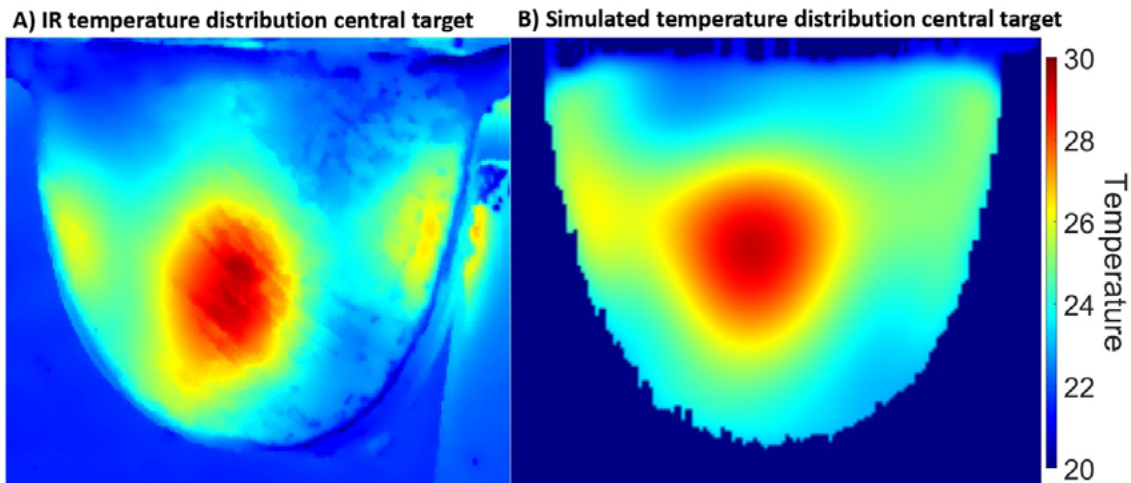 A) IR temperature distribution central target
B) Simulated temperature distribution central target
30
28
26
24
22
20
Temperature